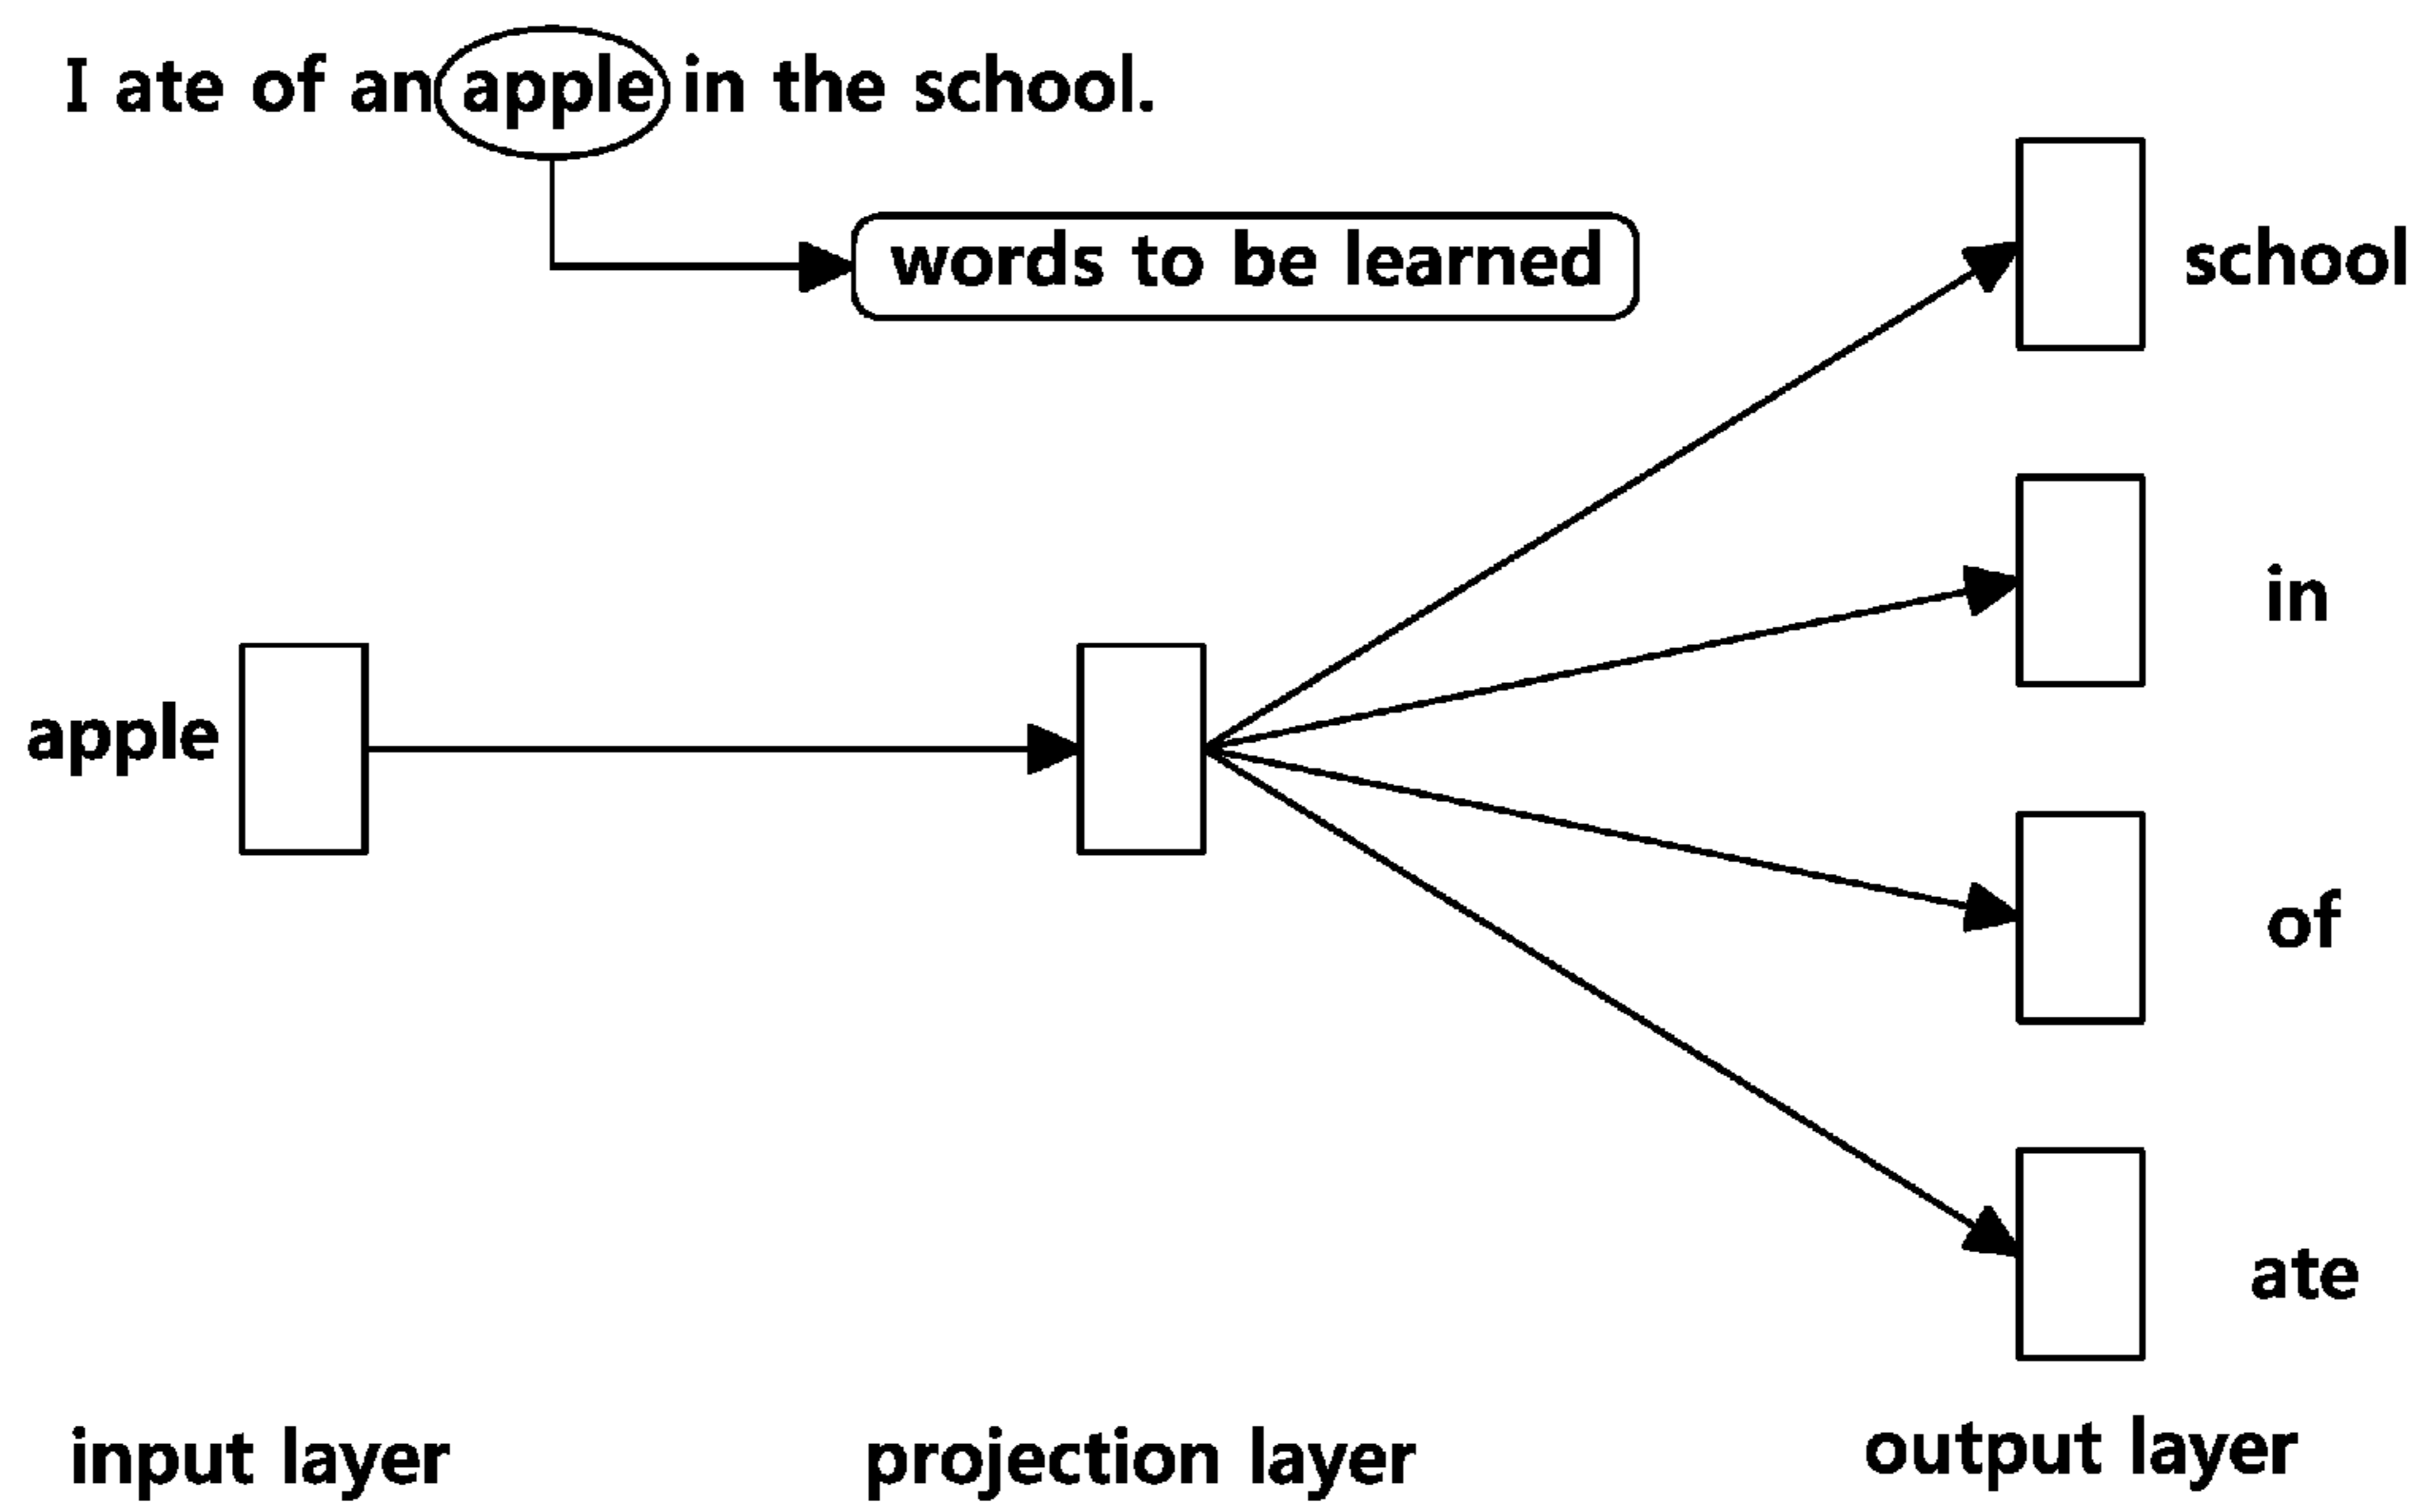 I ate of an apple in the school.
words to be learned
school
in
apple
of
ate
input layer
projection layer
output layer